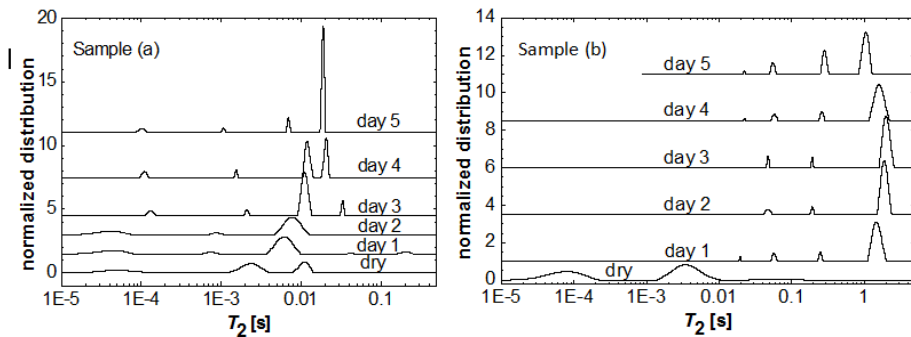 Sample (a)
normalized distribution
20
15
10
5
0
day 5
day 4
day 3
day 2
day 1
dry
1E-5 1E-4 1E-3 0.01 0.1
T2 [s]
Sample (b)
normalized distribution
14
12
10
8
6
4
2
0
day 5
day 4
day 3
day 2
day 1
dry
1E-5 1E-4 1E-3 0.01 0.1 1
T2 [s]